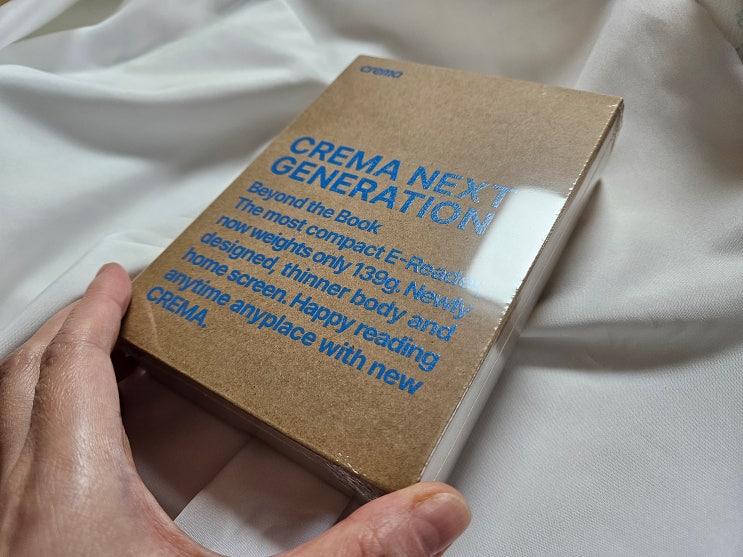 crema
CREMA NEXT
GENERATION
Beyond the Book
The most compact E-Reader
now weights only 139g. Newly
designed, thinner body and
home screen. Happy reading
anytime anyplace with new
CREMA.